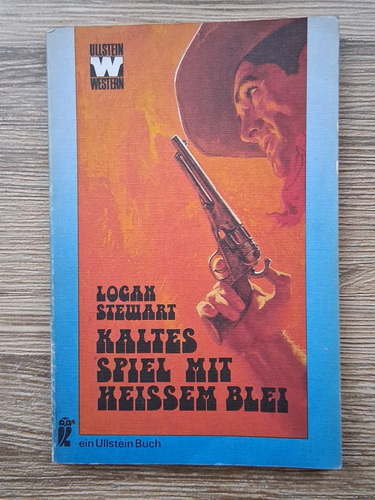 ULLSTEIN
W
WESTERN
LOGAN
STEWART
KALTES
SPIEL MIT
HEISSEM BLEI
ein Ullstein Buch